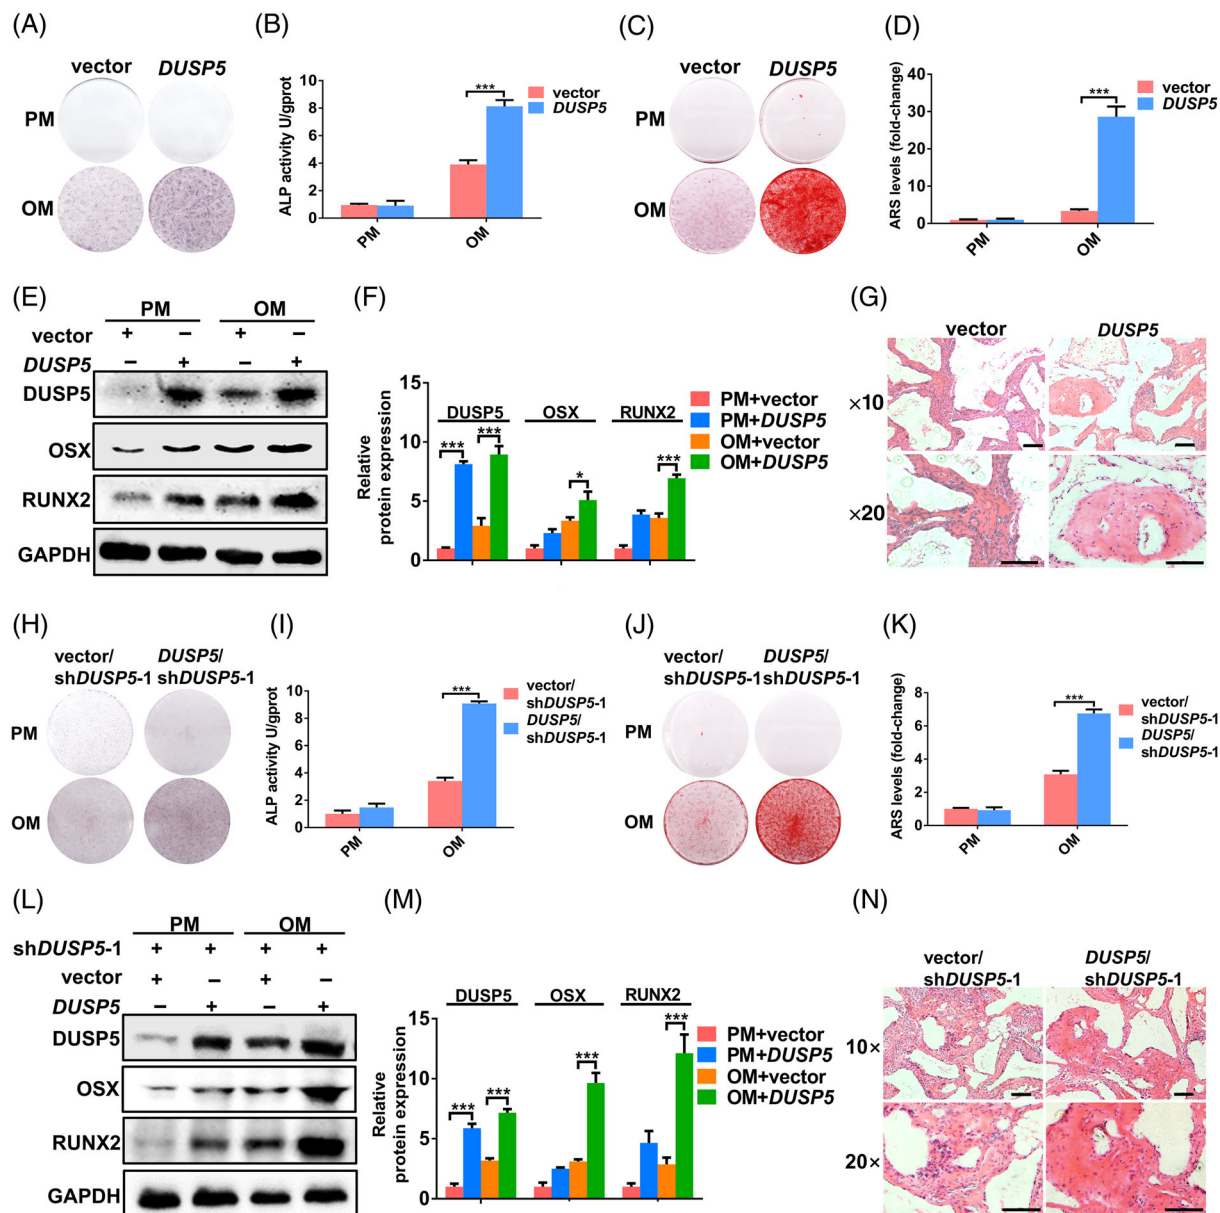 (A)
vector DUSP5
PM
OM
(B)
ALP activity U/gprot
10
8
6
4
2
0
***
PM
OM
vector
DUSP5
(C)
vector DUSP5
PM
OM
(D)
ARS levels (fold-change)
40
30
20
10
0
***
PM
OM
vector
DUSP5
(E)
PM OM
vector + – + –
DUSP5 – + – +
DUSP5
OSX
RUNX2
GAPDH
(F)
Relative
protein expression
15
10
5
0
DUSP5 OSX RUNX2
*** *** * ***
PM+vector
PM+DUSP5
OM+vector
OM+DUSP5
(G)
vector DUSP5
×10
×20
(H)
vector/ DUSP5/
shDUSP5-1 shDUSP5-1
PM
OM
(I)
ALP activity U/gprot
10
8
6
4
2
0
***
PM
OM
vector/
shDUSP5-1
DUSP5/
shDUSP5-1
(J)
vector/ DUSP5/
shDUSP5-1 shDUSP5-1
PM
OM
(K)
ARS levels (fold-change)
8
6
4
2
0
***
PM
OM
vector/
shDUSP5-1
DUSP5/
shDUSP5-1
(L)
PM OM
shDUSP5-1 + + + +
vector + – + –
DUSP5 – + – +
DUSP5
OSX
RUNX2
GAPDH
(M)
Relative
protein expression
15
10
5
0
DUSP5 OSX RUNX2
*** *** *** ***
PM+vector
PM+DUSP5
OM+vector
OM+DUSP5
(N)
vector/ DUSP5/
shDUSP5-1 shDUSP5-1
10×
20×